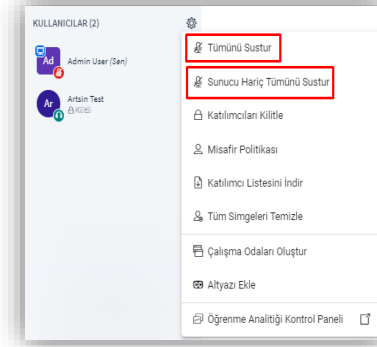 KULLANICILAR (2)
Tümünü Sustur
Ad
Admin User (Sen)
Sunucu Hariç Tümünü Sustur
Ar
Artsin Test
Katılımcıları Kilitle
Misafir Politikası
Katılımcı Listesini İndir
Tüm Simgeleri Temizle
Çalışma Odaları Oluştur
Altyazı Ekle
Öğrenme Analitiği Kontrol Paneli